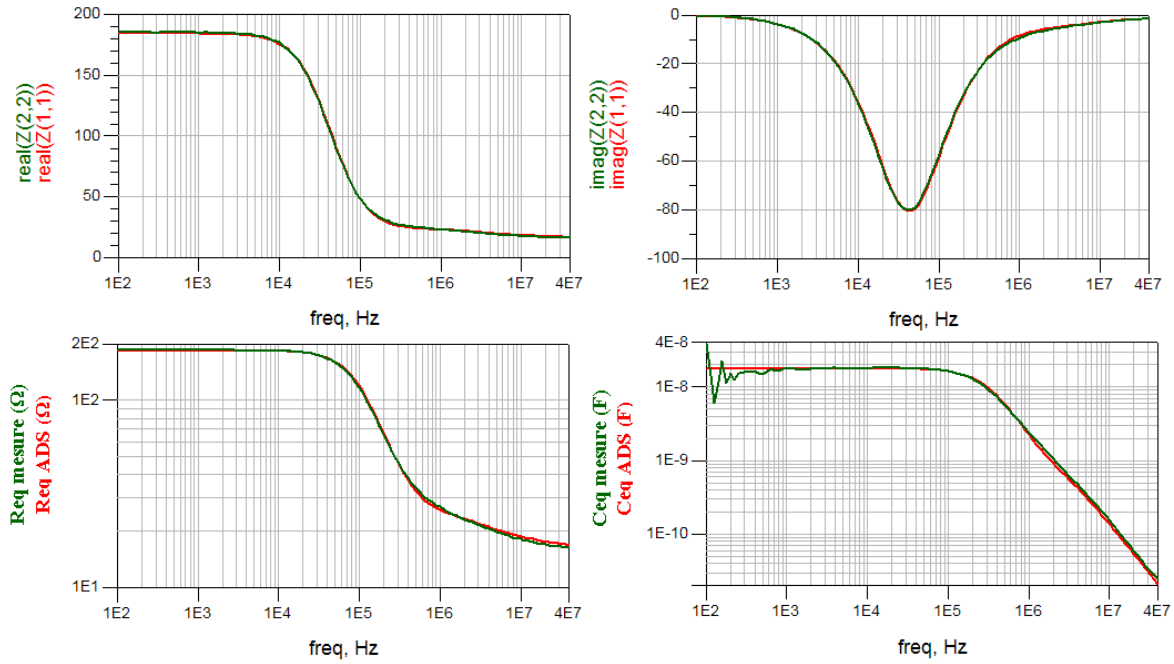 real(Z(2,2))
real(Z(1,1))
200
150
100
50
0
1E2 1E3 1E4 1E5 1E6 1E7 4E7
freq, Hz
imag(Z(2,2))
imag(Z(1,1))
0
-20
-40
-60
-80
-100
1E2 1E3 1E4 1E5 1E6 1E7 4E7
freq, Hz
Req mesure (Ω)
Req ADS (Ω)
2E2
1E2
1E1
1E2 1E3 1E4 1E5 1E6 1E7 4E7
freq, Hz
Ceq mesure (F)
Ceq ADS (F)
4E-8
1E-8
1E-9
1E-10
1E2 1E3 1E4 1E5 1E6 1E7 4E7
freq, Hz